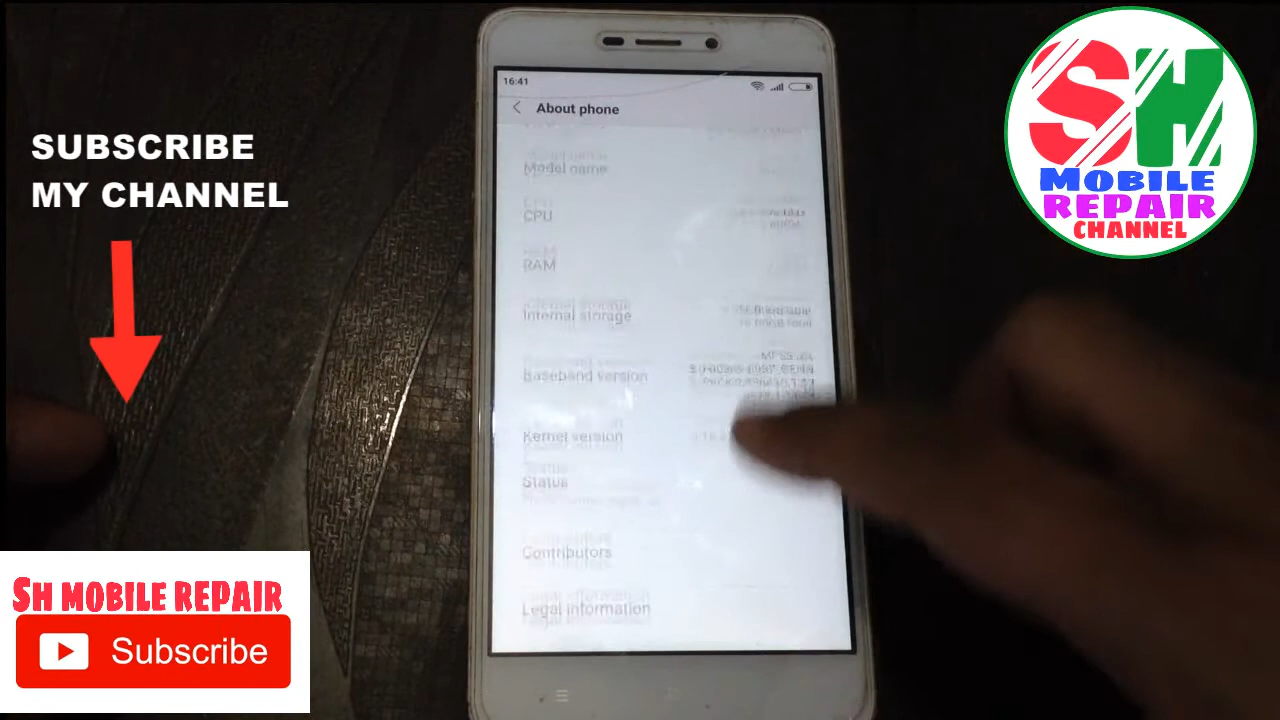 16:41
About phone
SUBSCRIBE
MY CHANNEL
SH
MOBILE
REPAIR
CHANNEL
Model name
CPU
RAM
Internal storage
Baseband version
Kernel version
Status
Contributors
Legal information
SH MOBILE REPAIR
Subscribe